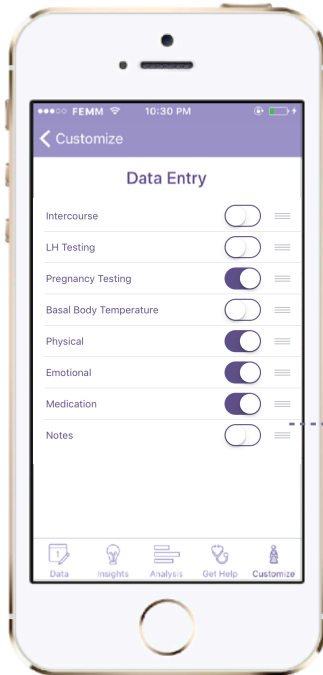 FEMM 10:30 PM
Customize
Data Entry
Intercourse
LH Testing
Pregnancy Testing
Basal Body Temperature
Physical
Emotional
Medication
Notes
1
Data Insights Analysis Get Help Customize